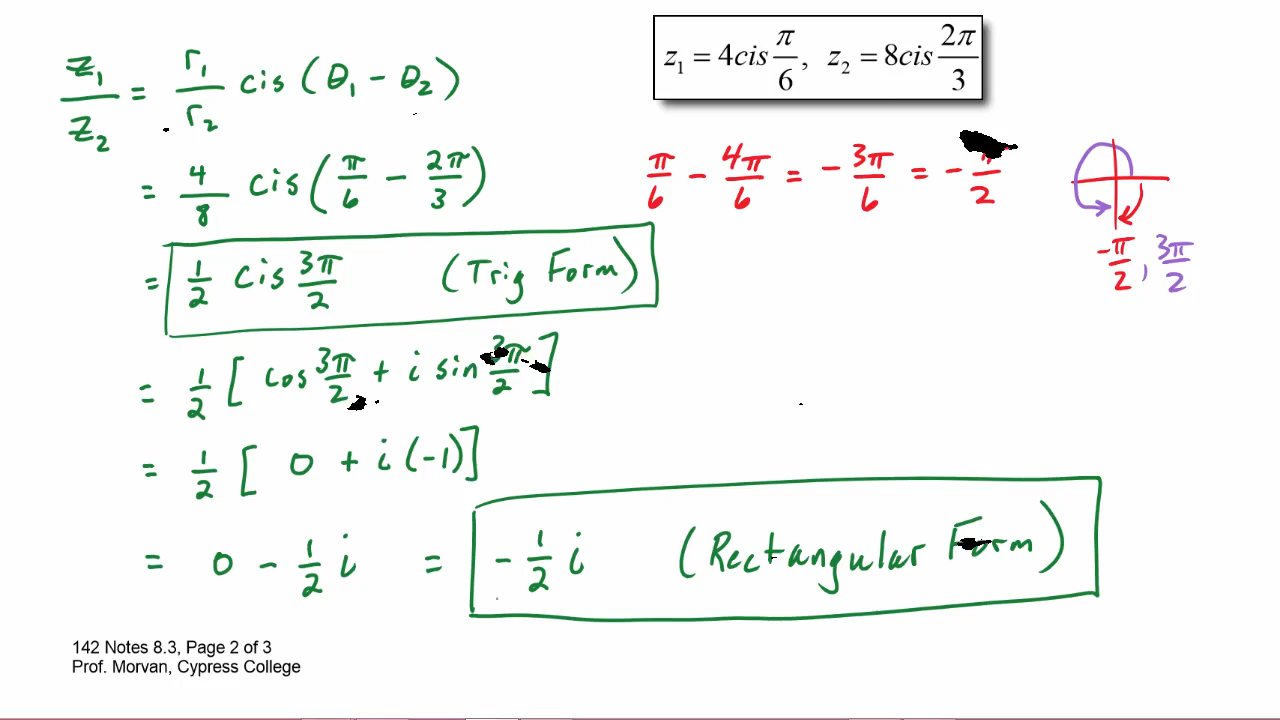 z₁ = 4cis π/6, z₂ = 8cis 2π/3
z₁/z₂ = r₁/r₂ cis (θ₁ - θ₂)
= 4/8 cis (π/6 - 2π/3)
π/6 - 4π/6 = - 3π/6 = - π/2
-π/2, 3π/2
= 1/2 cis 3π/2 (Trig Form)
= 1/2 [ cos 3π/2 + i sin 3π/2 ]
= 1/2 [ 0 + i (-1) ]
= 0 - 1/2 i = - 1/2 i (Rectangular Form)
142 Notes 8.3, Page 2 of 3
Prof. Morvan, Cypress College